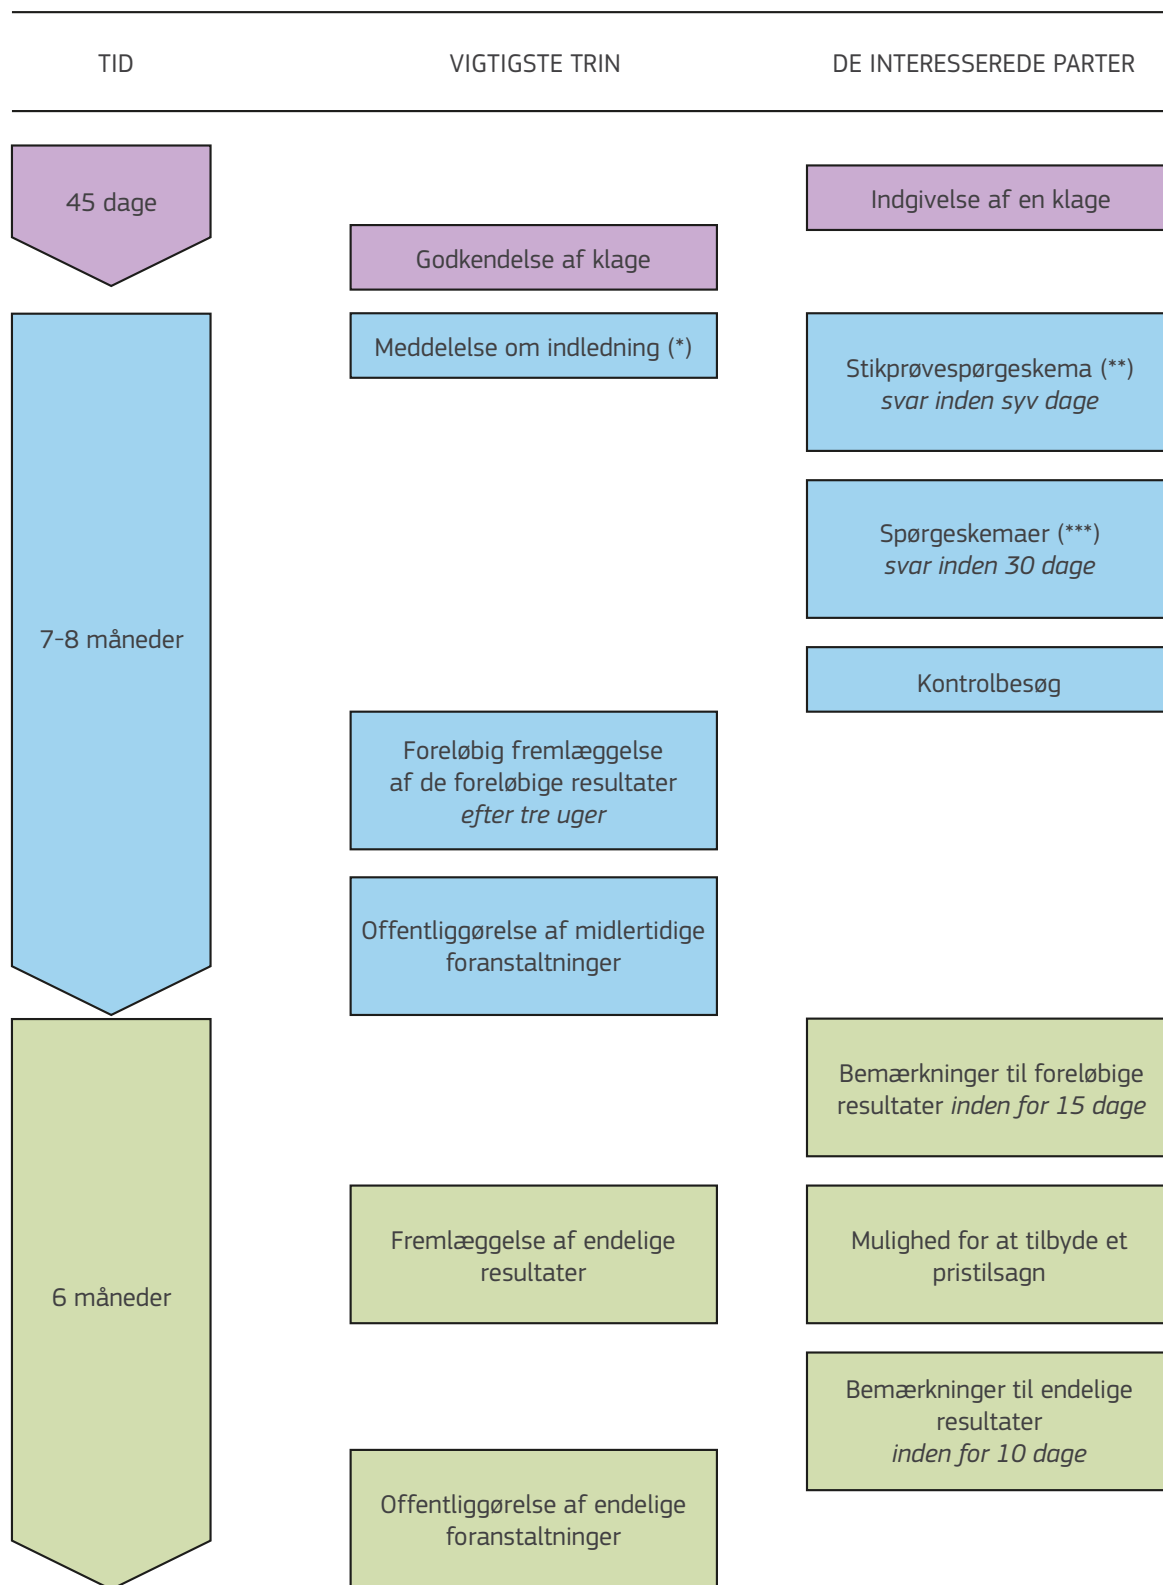 TID
VIGTIGSTE TRIN
DE INTERESSEREDE PARTER
45 dage
Indgivelse af en klage
Godkendelse af klage
Meddelelse om indledning (*)
Stikprøvespørgeskema (**)
svar inden syv dage
Spørgeskemaer (***)
svar inden 30 dage
7-8 måneder
Kontrolbesøg
Foreløbig fremlæggelse
af de foreløbige resultater
efter tre uger
Offentliggørelse af midlertidige
foranstaltninger
Bemærkninger til foreløbige
resultater inden for 15 dage
Fremlæggelse af endelige
resultater
Mulighed for at tilbyde et
pristilsagn
6 måneder
Bemærkninger til endelige
resultater
inden for 10 dage
Offentliggørelse af endelige
foranstaltninger